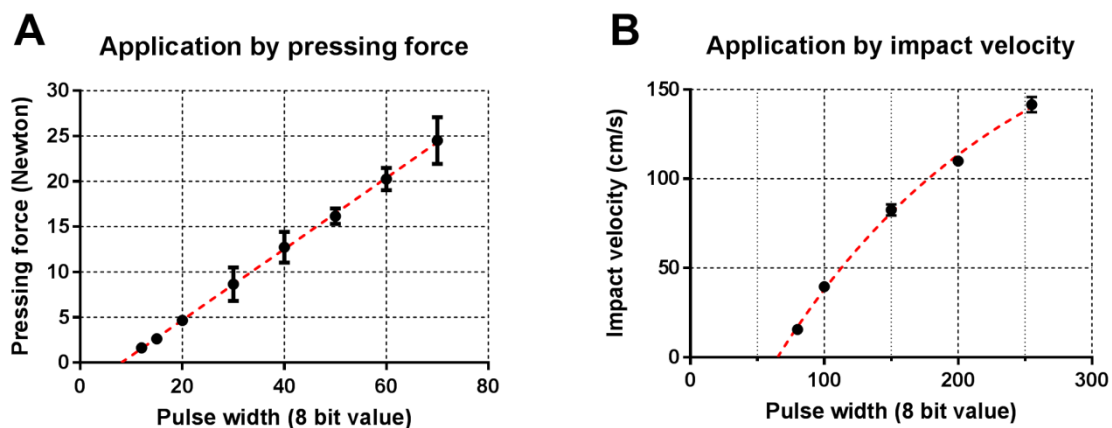 A
Application by pressing force
Pressing force (Newton)
30
25
20
15
10
5
0
0 20 40 60 80
Pulse width (8 bit value)
B
Application by impact velocity
Impact velocity (cm/s)
150
100
50
0
0 100 200 300
Pulse width (8 bit value)